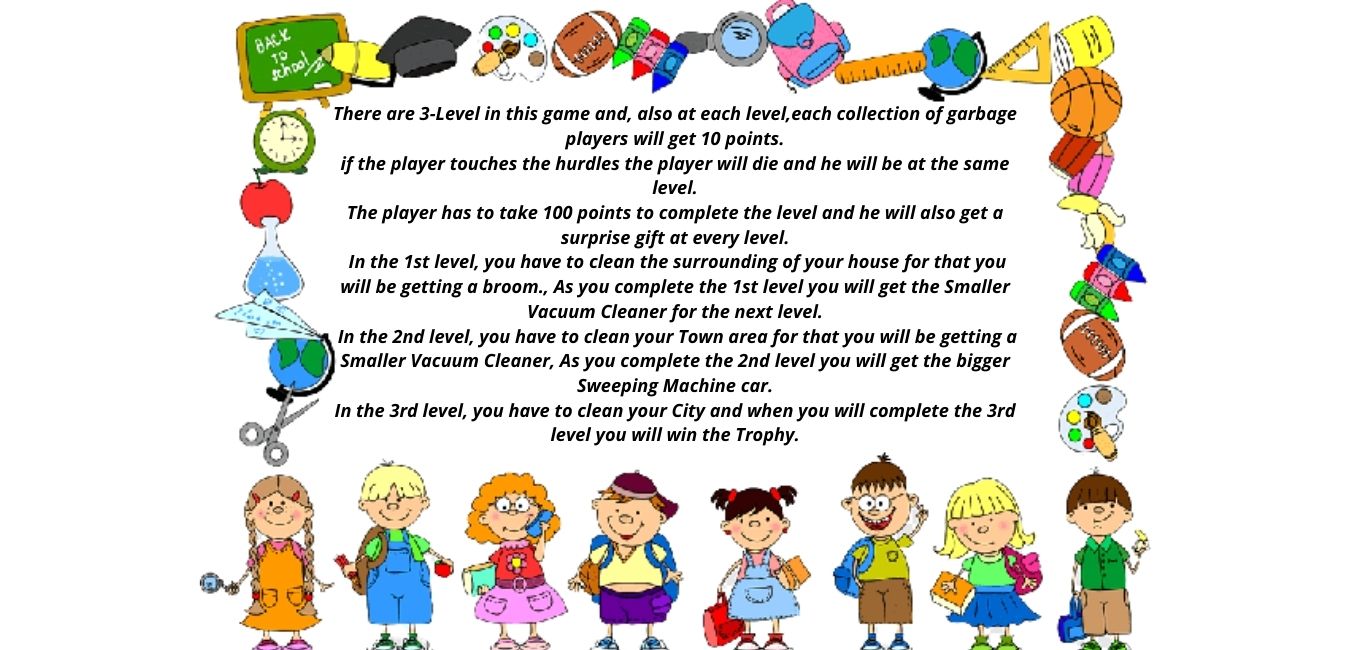 BACK
TO
school
There are 3-Level in this game and, also at each level,each collection of garbage
players will get 10 points.
if the player touches the hurdles the player will die and he will be at the same
level.
The player has to take 100 points to complete the level and he will also get a
surprise gift at every level.
In the 1st level, you have to clean the surrounding of your house for that you
will be getting a broom., As you complete the 1st level you will get the Smaller
Vacuum Cleaner for the next level.
In the 2nd level, you have to clean your Town area for that you will be getting a
Smaller Vacuum Cleaner, As you complete the 2nd level you will get the bigger
Sweeping Machine car.
In the 3rd level, you have to clean your City and when you will complete the 3rd
level you will win the Trophy.